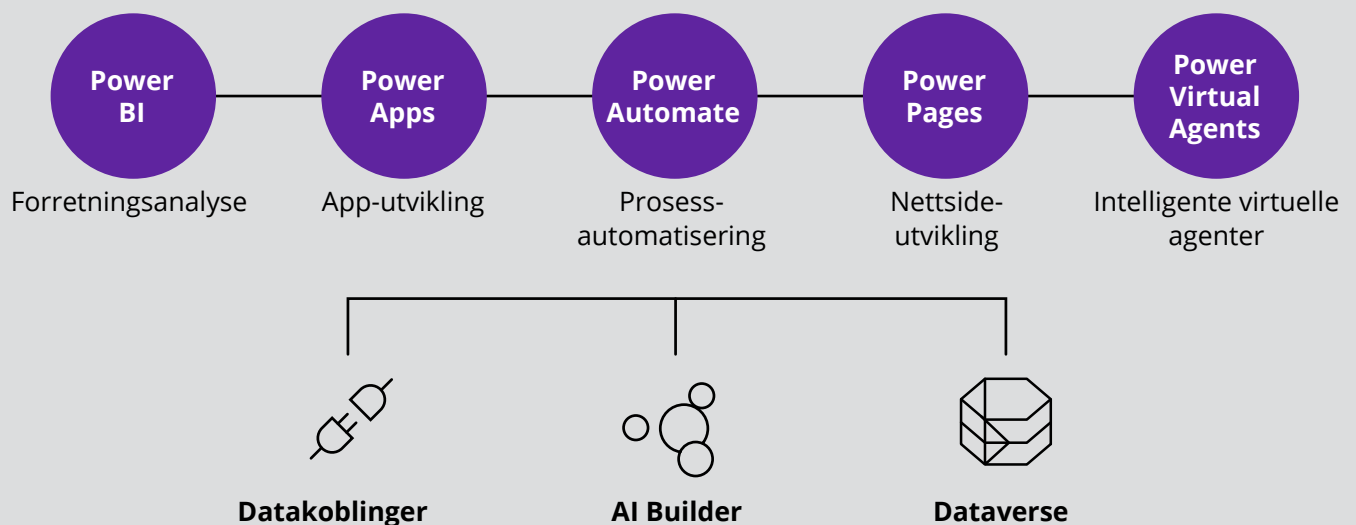 Power
BI
Power
Apps
Power
Automate
Power
Pages
Power
Virtual
Agents
Forretningsanalyse
App-utvikling
Prosess-
automatisering
Nettside-
utvikling
Intelligente virtuelle
agenter
Datakoblinger
AI Builder
Dataverse